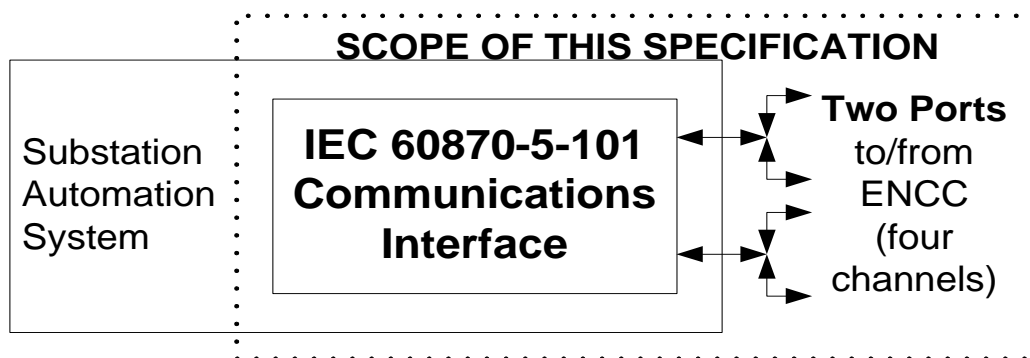 SCOPE OF THIS SPECIFICATION
Substation
Automation
System
IEC 60870-5-101
Communications
Interface
Two Ports
to/from
ENCC
(four
channels)